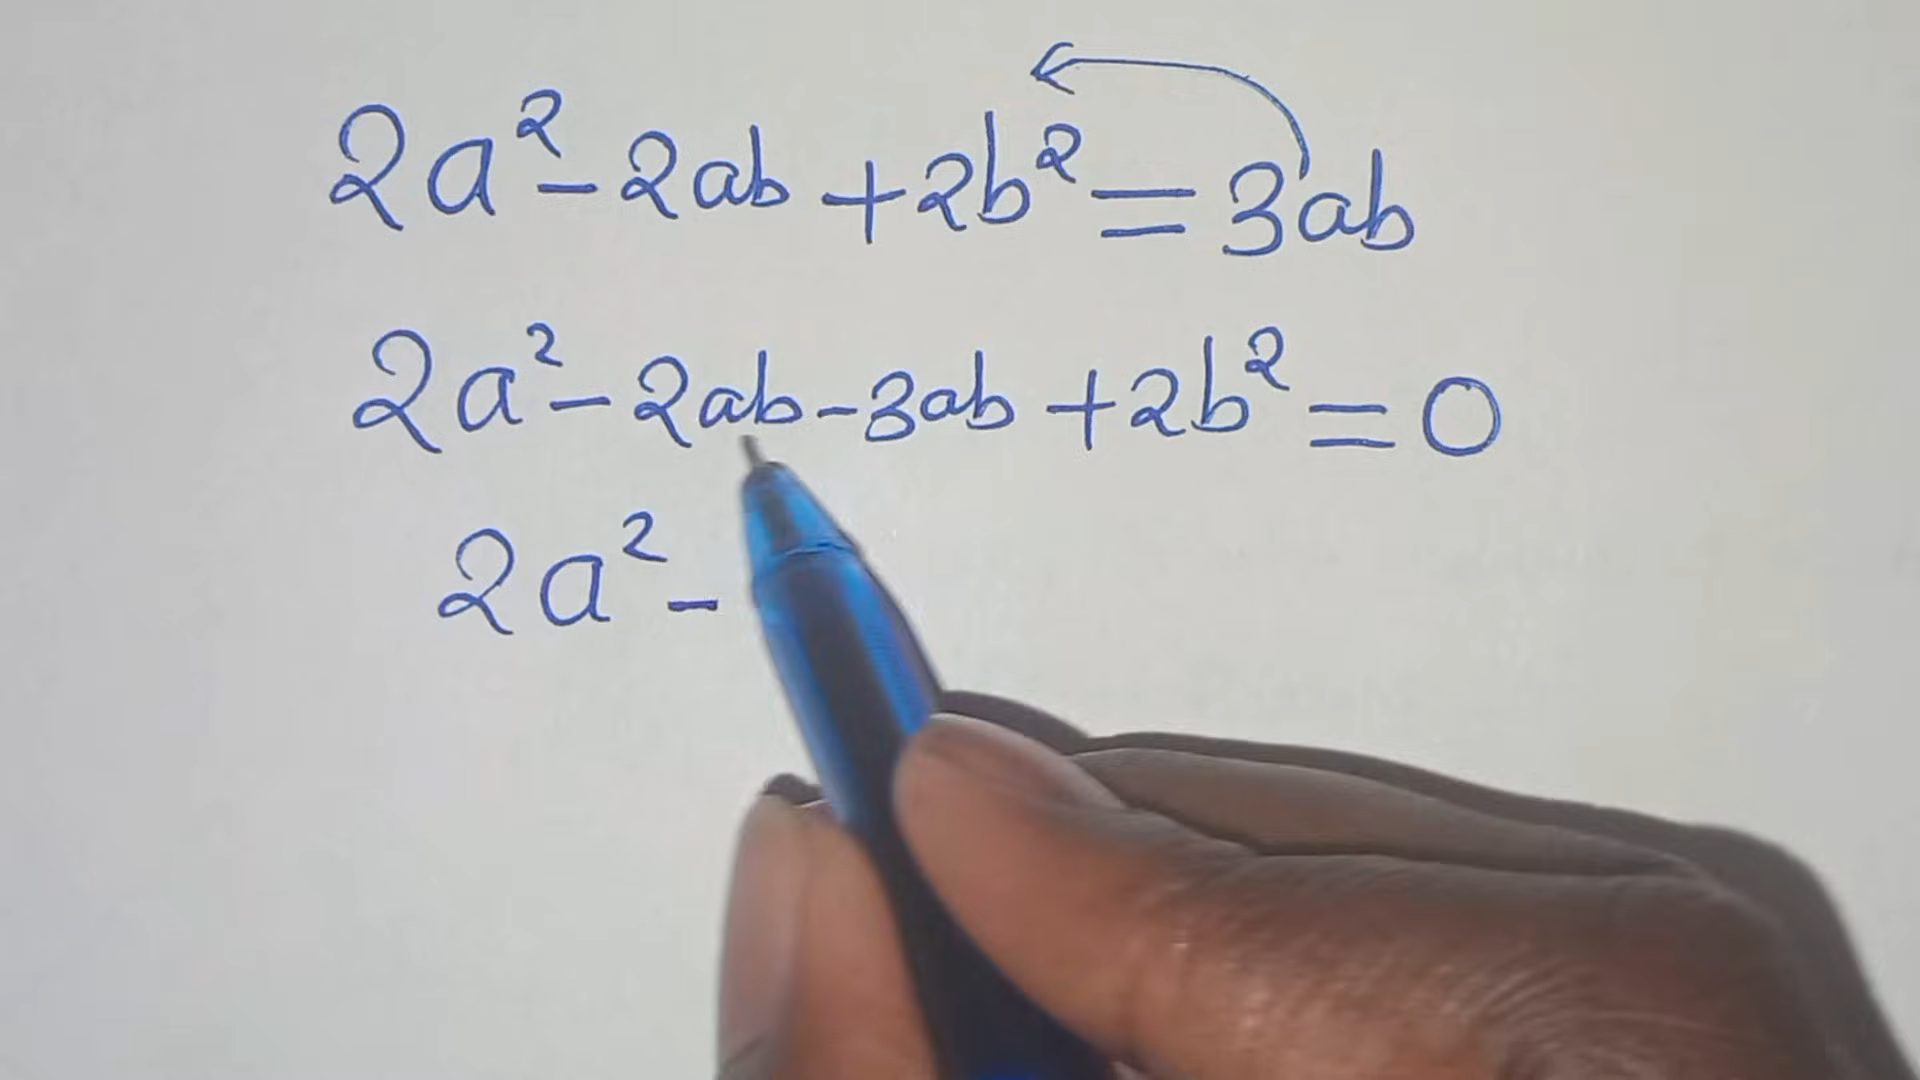 2a² - 2ab + 2b² = 3ab
2a² - 2ab - 3ab + 2b² = 0
2a² -